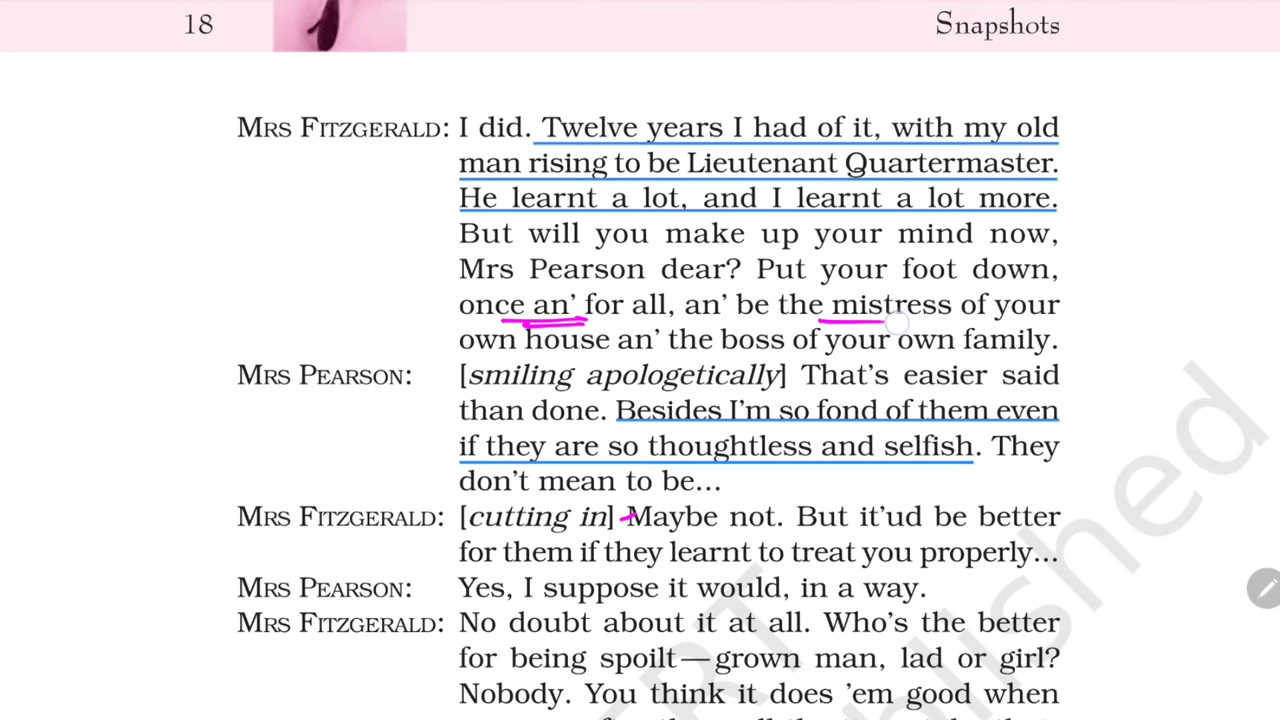 18
Snapshots
MRS FITZGERALD: I did. Twelve years I had of it, with my old
man rising to be Lieutenant Quartermaster.
He learnt a lot, and I learnt a lot more.
But will you make up your mind now,
Mrs Pearson dear? Put your foot down,
once an’ for all, an’ be the mistress of your
own house an’ the boss of your own family.
MRS PEARSON: [smiling apologetically] That’s easier said
than done. Besides I’m so fond of them even
if they are so thoughtless and selfish. They
don’t mean to be...
MRS FITZGERALD: [cutting in] Maybe not. But it’ud be better
for them if they learnt to treat you properly...
MRS PEARSON: Yes, I suppose it would, in a way.
MRS FITZGERALD: No doubt about it at all. Who’s the better
for being spoilt—grown man, lad or girl?
Nobody. You think it does ’em good when